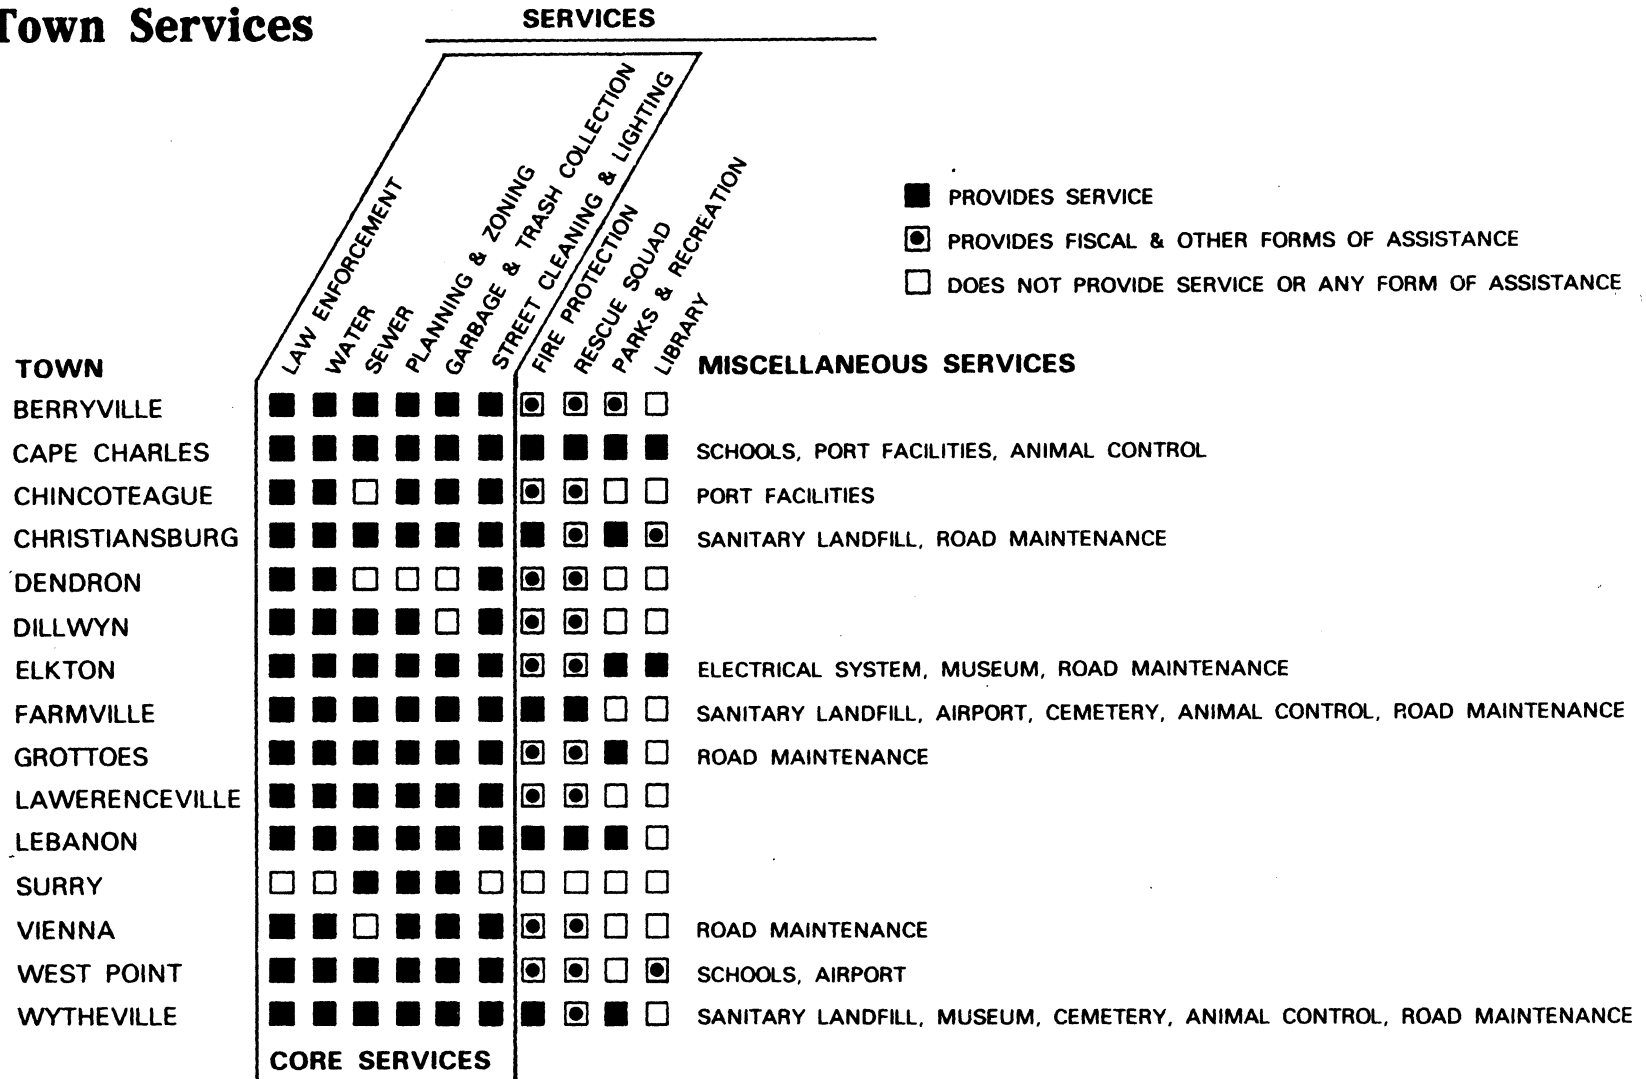 Town Services
SERVICES
LAW ENFORCEMENT
WATER
SEWER
PLANNING & ZONING
GARBAGE & TRASH COLLECTION
STREET CLEANING & LIGHTING
FIRE PROTECTION
RESCUE SQUAD
PARKS & RECREATION
LIBRARY
PROVIDES SERVICE
PROVIDES FISCAL & OTHER FORMS OF ASSISTANCE
DOES NOT PROVIDE SERVICE OR ANY FORM OF ASSISTANCE
TOWN MISCELLANEOUS SERVICES
BERRYVILLE
CAPE CHARLES SCHOOLS, PORT FACILITIES, ANIMAL CONTROL
CHINCOTEAGUE PORT FACILITIES
CHRISTIANSBURG SANITARY LANDFILL, ROAD MAINTENANCE
DENDRON
DILLWYN
ELKTON ELECTRICAL SYSTEM, MUSEUM, ROAD MAINTENANCE
FARMVILLE SANITARY LANDFILL, AIRPORT, CEMETERY, ANIMAL CONTROL, ROAD MAINTENANCE
GROTTOES ROAD MAINTENANCE
LAWERENCEVILLE
LEBANON
SURRY
VIENNA ROAD MAINTENANCE
WEST POINT SCHOOLS, AIRPORT
WYTHEVILLE SANITARY LANDFILL, MUSEUM, CEMETERY, ANIMAL CONTROL, ROAD MAINTENANCE
CORE SERVICES